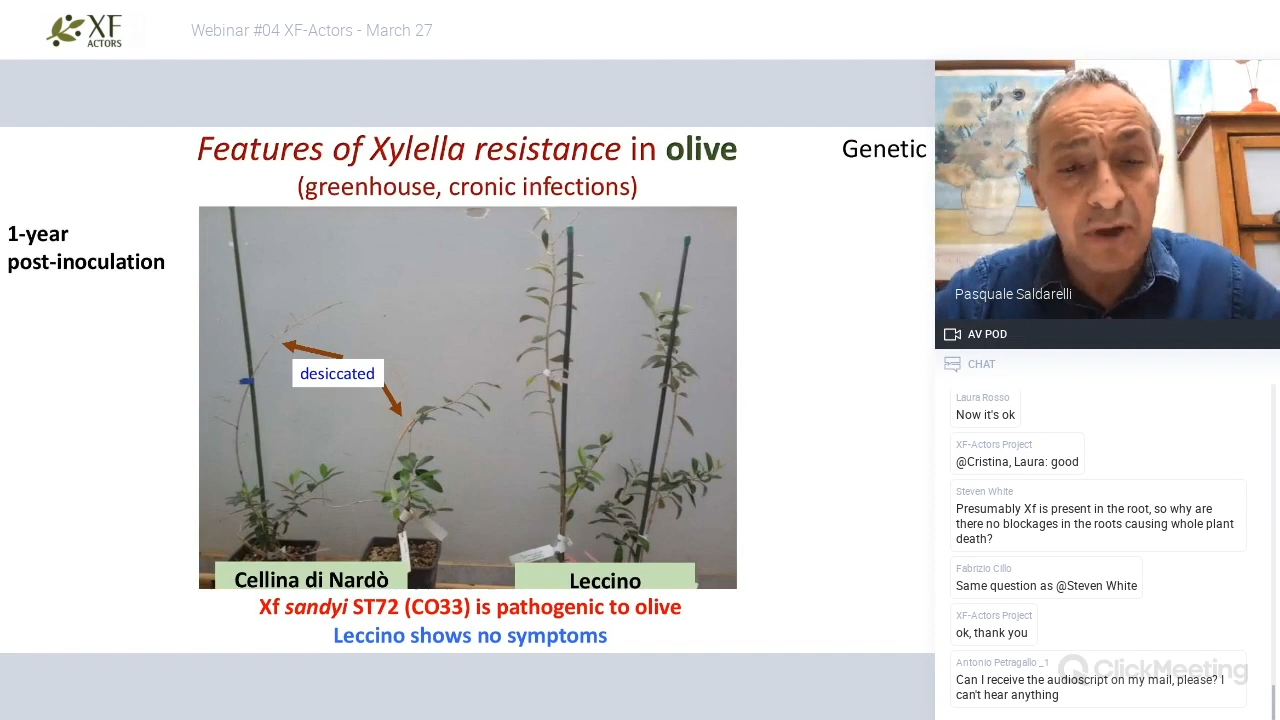 XF
ACTORS
Webinar #04 XF-Actors - March 27
Features of Xylella resistance in olive
(greenhouse, cronic infections)
Genetic
1-year
post-inoculation
desiccated
Cellina di Nardò
Leccino
Xf sandyi ST72 (CO33) is pathogenic to olive
Leccino shows no symptoms
Pasquale Saldarelli
AV POD
CHAT
Laura Rosso
Now it's ok
XF-Actors Project
@Cristina, Laura: good
Steven White
Presumably Xf is present in the root, so why are
there no blockages in the roots causing whole plant
death?
Fabrizio Cillo
Same question as @Steven White
XF-Actors Project
ok, thank you
Antonio Petragallo _1
Can I receive the audioscript on my mail, please? I
can't hear anything
ClickMeeting